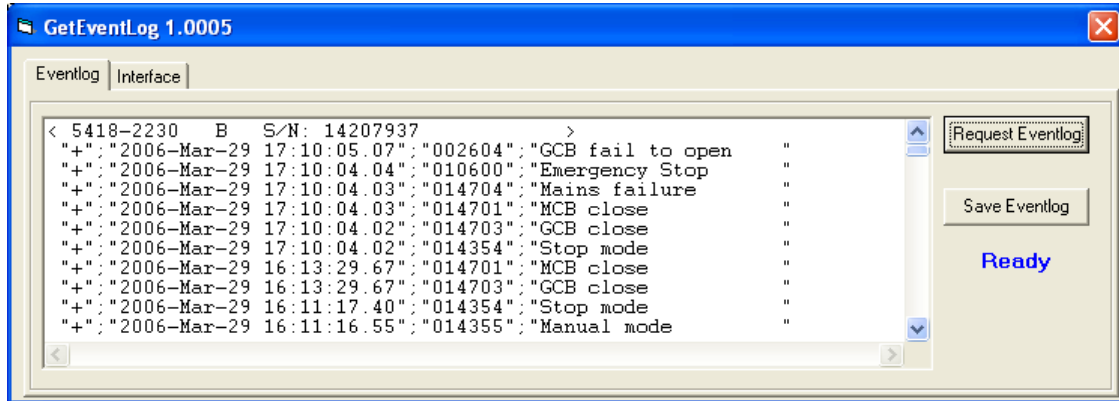 GetEventLog 1.0005
Eventlog Interface
< 5418-2230   B   S/N: 14207937               >
"+";"2006-Mar-29 17:10:05.07";"002604";"GCB fail to open     "
"+";"2006-Mar-29 17:10:04.04";"010600";"Emergency Stop       "
"+";"2006-Mar-29 17:10:04.03";"014704";"Mains failure        "
"+";"2006-Mar-29 17:10:04.03";"014701";"MCB close            "
"+";"2006-Mar-29 17:10:04.02";"014703";"GCB close            "
"+";"2006-Mar-29 17:10:04.02";"014354";"Stop mode            "
"+";"2006-Mar-29 16:13:29.67";"014701";"MCB close            "
"+";"2006-Mar-29 16:13:29.67";"014703";"GCB close            "
"+";"2006-Mar-29 16:11:17.40";"014354";"Stop mode            "
"+";"2006-Mar-29 16:11:16.55";"014355";"Manual mode          "
Request Eventlog
Save Eventlog
Ready